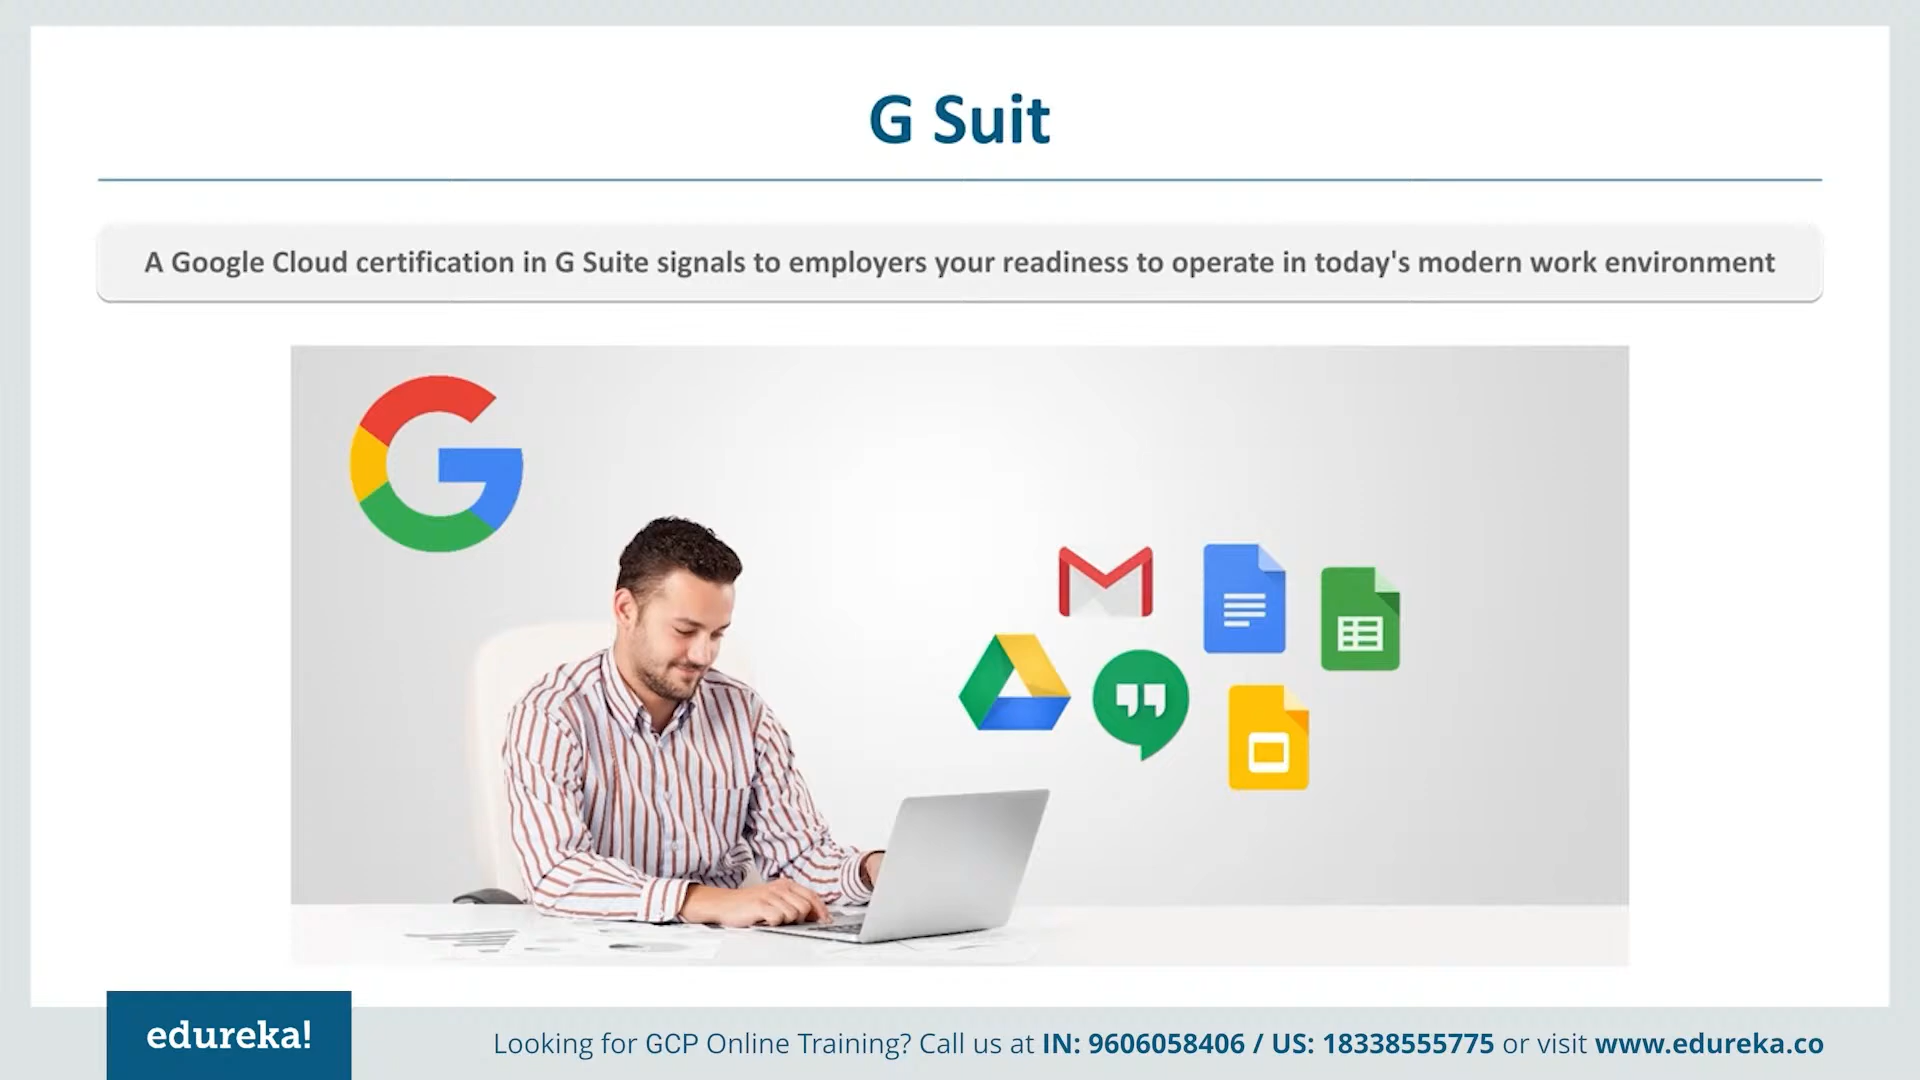 G Suit
A Google Cloud certification in G Suite signals to employers your readiness to operate in today's modern work environment
edureka!
Looking for GCP Online Training? Call us at IN: 9606058406 / US: 18338555775 or visit www.edureka.co